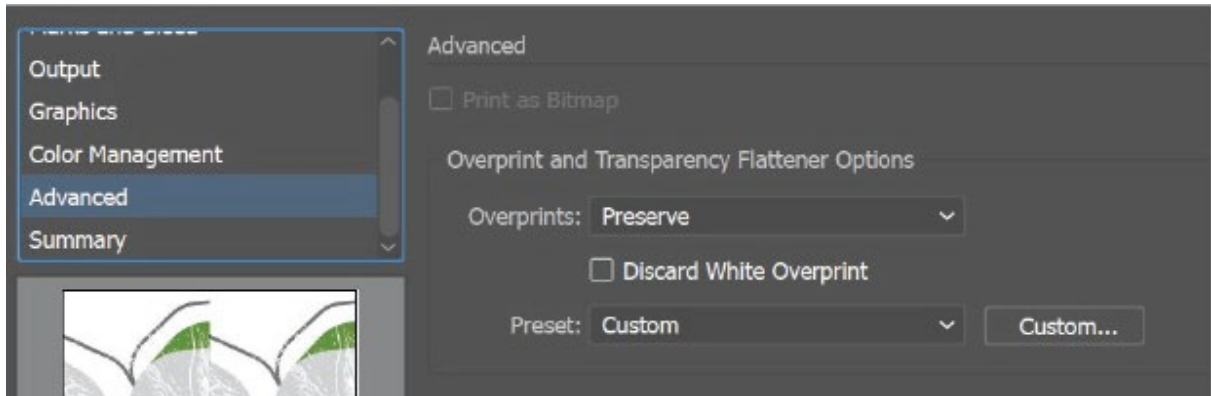 Output
Graphics
Color Management
Advanced
Summary
Advanced
Print as Bitmap
Overprint and Transparency Flattener Options
Overprints: Preserve
Discard White Overprint
Preset: Custom Custom...